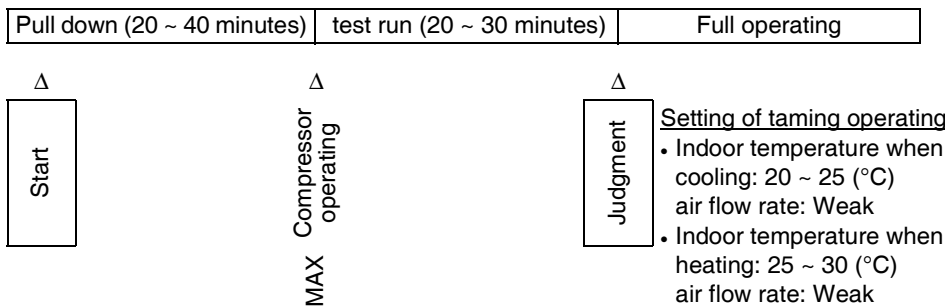 Pull down (20 ~ 40 minutes) test run (20 ~ 30 minutes) Full operating
Δ Δ Δ
Start
MAX Compressor
operating
Judgment
Setting of taming operating
• Indoor temperature when
cooling: 20 ~ 25 (°C)
air flow rate: Weak
• Indoor temperature when
heating: 25 ~ 30 (°C)
air flow rate: Weak